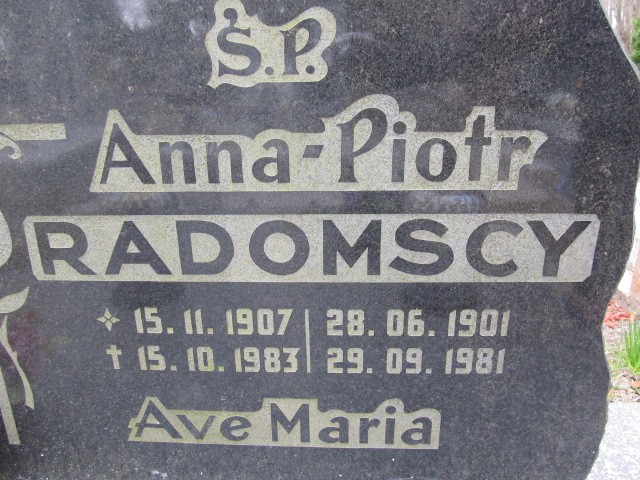 Ś.P.
Anna-Piotr
RADOMSCY
15.11.1907 | 28.06.1901
† 15.10.1983 | 29.09.1981
Ave Maria